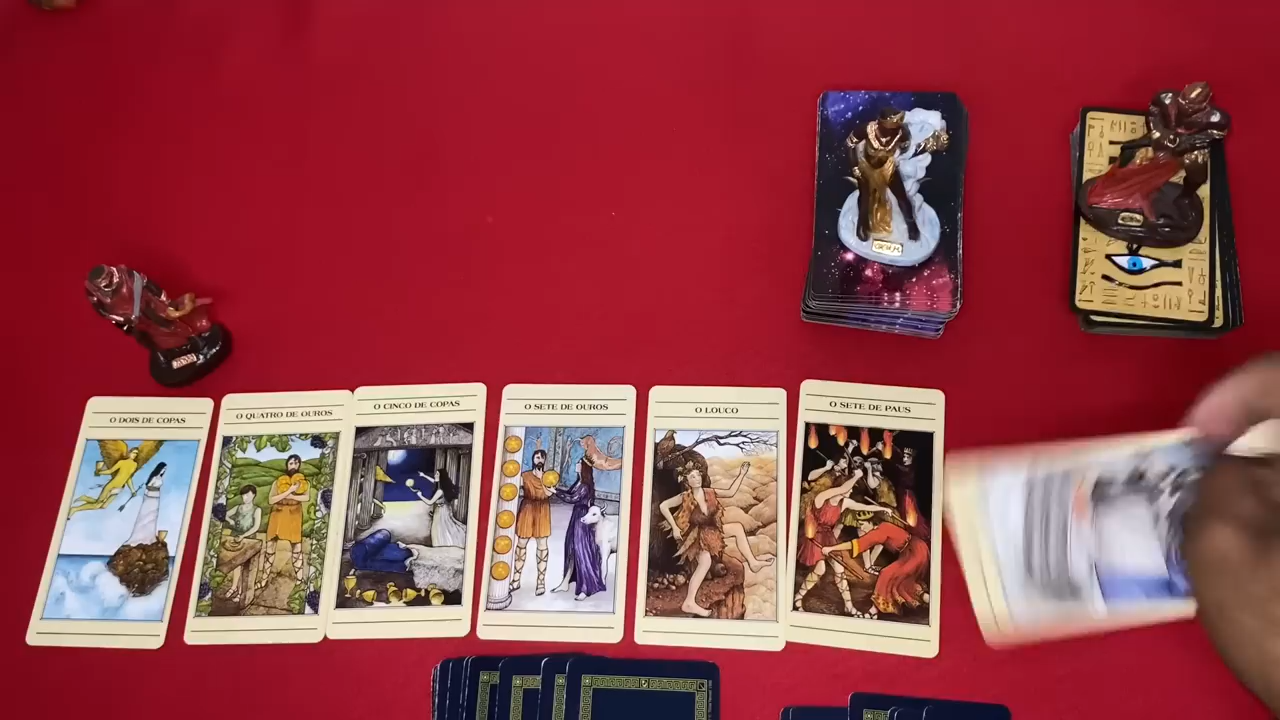 O DOIS DE COPAS
O QUATRO DE OUROS
O CINCO DE COPAS
O SETE DE OUROS
O LOUCO
O SETE DE PAUS